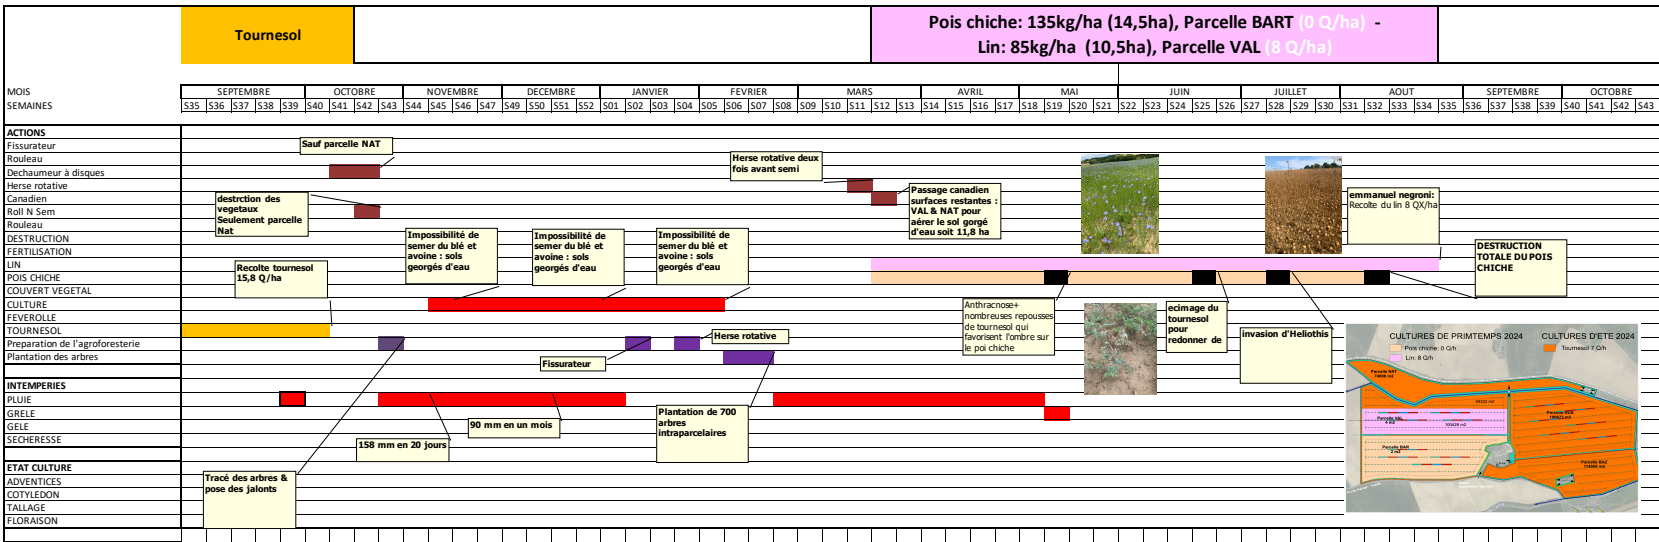 Tournesol
Pois chiche: 135kg/ha (14,5ha), Parcelle BART (0 Q/ha) -
Lin: 85kg/ha (10,5ha), Parcelle VAL (8 Q/ha)
MOIS SEPTEMBRE OCTOBRE NOVEMBRE DECEMBRE JANVIER FEVRIER MARS AVRIL MAI JUIN JUILLET AOUT SEPTEMBRE OCTOBRE
SEMAINES S35 S36 S37 S38 S39 S40 S41 S42 S43 S44 S45 S46 S47 S49 S50 S51 S52 S01 S02 S03 S04 S05 S06 S07 S08 S09 S10 S11 S12 S13 S14 S15 S16 S17 S18 S19 S20 S21 S22 S23 S24 S25 S26 S27 S28 S29 S30 S31 S32 S33 S34 S35 S36 S37 S38 S39 S40 S41 S42 S43
ACTIONS
Fissurateur
Rouleau
Dechaumeur à disques
Herse rotative
Canadien
Roll N Sem
Rouleau
DESTRUCTION
FERTILISATION
LIN
POIS CHICHE
COUVERT VEGETAL
CULTURE
FEVEROLLE
TOURNESOL
Preparation de l'agroforesterie
Plantation des arbres
INTEMPERIES
PLUIE
GRELE
GELE
SECHERESSE
ETAT CULTURE
ADVENTICES
COTYLEDON
TALLAGE
FLORAISON
Sauf parcelle NAT
destrction des
vegetaux
Seulement parcelle
Nat
Recolte tournesol
15,8 Q/ha
Impossibilité de
semer du blé et
avoine : sols
georgés d'eau
Impossibilité de
semer du blé et
avoine : sols
georgés d'eau
Impossibilité de
semer du blé et
avoine : sols
georgés d'eau
Herse rotative deux
fois avant semi
Passage canadien
surfaces restantes :
VAL & NAT pour
aérer le sol gorgé
d'eau soit 11,8 ha
emmanuel negroni:
Recolte du lin 8 QX/ha
DESTRUCTION
TOTALE DU POIS
CHICHE
Anthracnose+
nombreuses repousses
de tournesol qui
favorisent l'ombre sur
le poi chiche
ecimage du
tournesol
pour
redonner de
invasion d'Heliothis
Herse rotative
Fissurateur
Plantation de 700
arbres
intraparcelaires
90 mm en un mois
158 mm en 20 jours
Tracé des arbres &
pose des jalonts
CULTURES DE PRIMTEMPS 2024 CULTURES D'ETE 2024
Pois chiche: 0 Q/h Tournesol 7 Q/h
Lin: 8 Q/h
Parcelle VAL